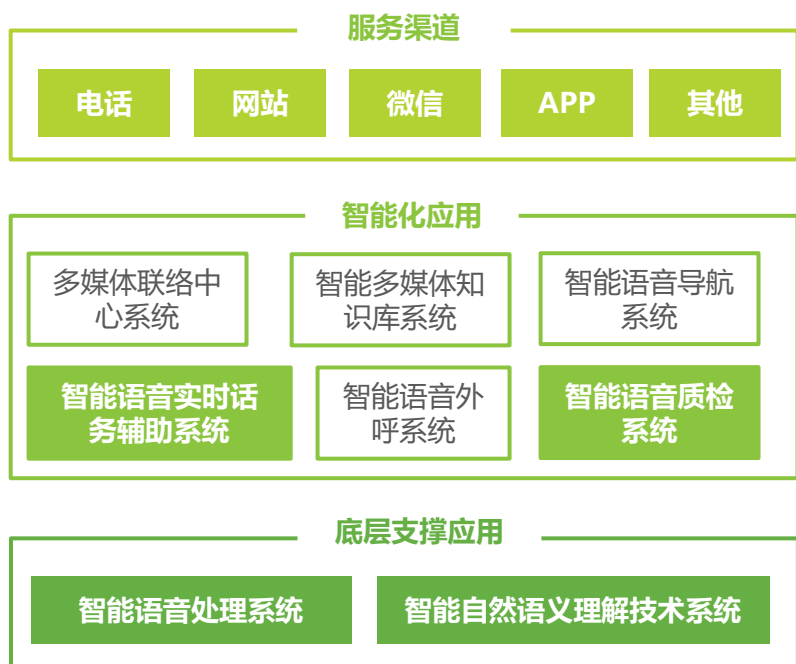 服务渠道
电话
网站
微信
APP
其他
智能化应用
多媒体联络中
心系统
智能多媒体知
识库系统
智能语音导航
系统
智能语音实时话
务辅助系统
智能语音外
呼系统
智能语音质检
系统
底层支撑应用
智能语音处理系统
智能自然语义理解技术系统